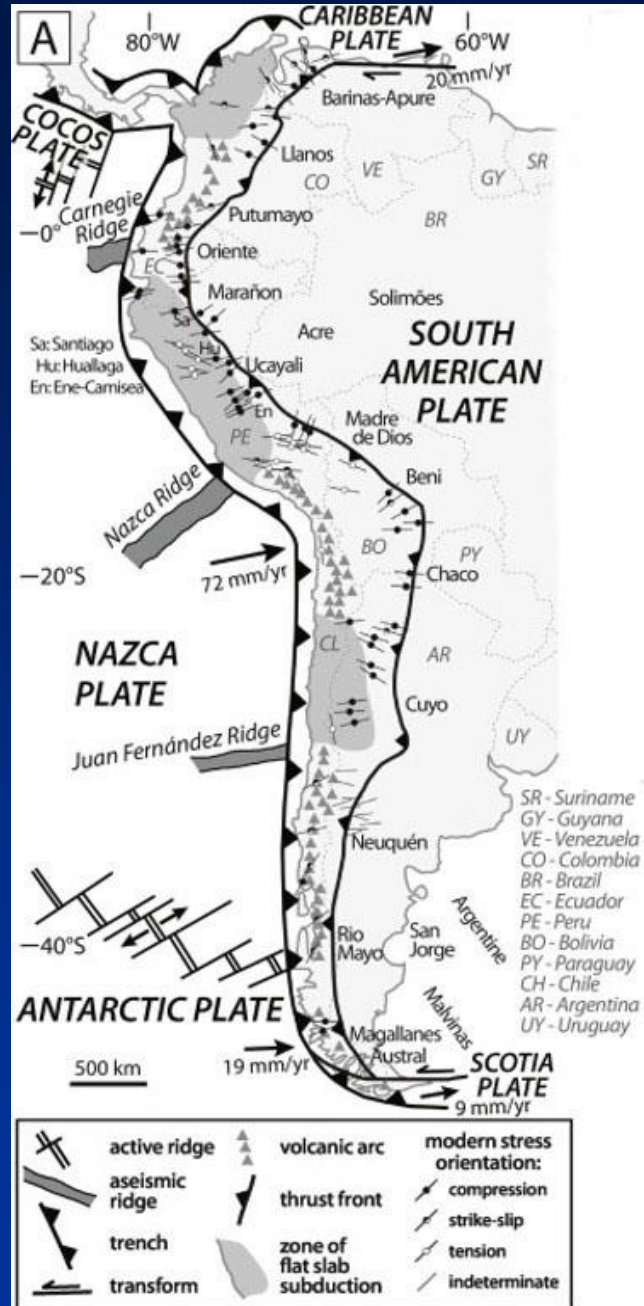 A
80°W
CARIBBEAN
PLATE
60°W
20 mm/yr
Barinas-Apure
COCOS
PLATE
Llanos
CO
VE
GY
SR
Carnegie
Ridge
Putumayo
BR
0°
Oriente
EC
Marañon
Solimões
Sa
Acre
SOUTH
AMERICAN
PLATE
Sa: Santiago
Hu: Huallaga
En: Ene-Camisea
Hu
Ucayali
En
PE
Madre
de Dios
Beni
Nazca Ridge
BO
PY
20°S
72 mm/yr
Chaco
NAZCA
PLATE
CL
AR
Cuyo
UY
Juan Fernández Ridge
SR - Suriname
GY - Guyana
VE - Venezuela
CO - Colombia
BR - Brazil
EC - Ecuador
PE - Peru
BO - Bolivia
PY - Paraguay
CH - Chile
AR - Argentina
UY - Uruguay
Neuquén
40°S
Rio
Mayo
San
Jorge
Argentine
Malvinas
ANTARCTIC PLATE
Magallanes
Austral
500 km
19 mm/yr
SCOTIA
PLATE
9 mm/yr
active ridge
aseismic
ridge
trench
transform
volcanic arc
thrust front
zone of
flat slab
subduction
modern stress
orientation:
compression
strike-slip
tension
indeterminate